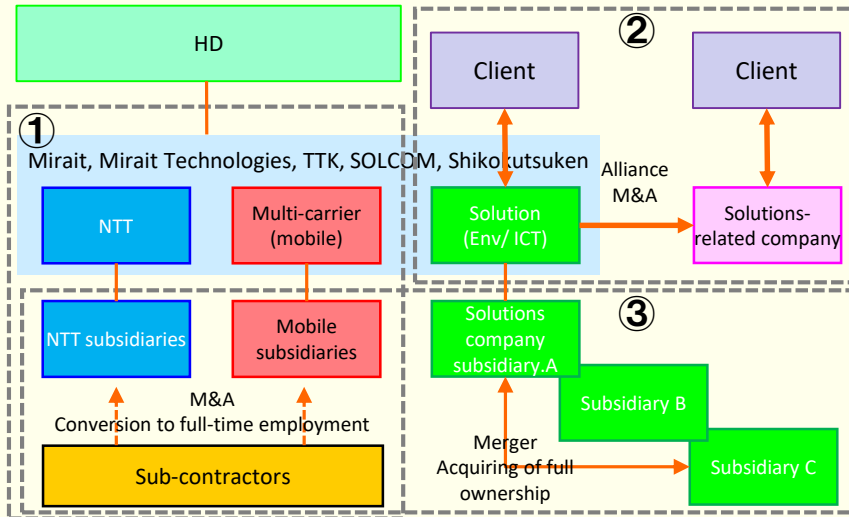 HD
②
Client
Client
①
Mirait, Mirait Technologies, TTK, SOLCOM, Shikokutsuken
Alliance
M&A
NTT
Multi-carrier
(mobile)
Solution
(Env/ ICT)
Solutions-
related company
③
NTT subsidiaries
Mobile
subsidiaries
Solutions
company
subsidiary.A
M&A
Conversion to full-time employment
Subsidiary B
Merger
Acquiring of full
ownership
Subsidiary C
Sub-contractors